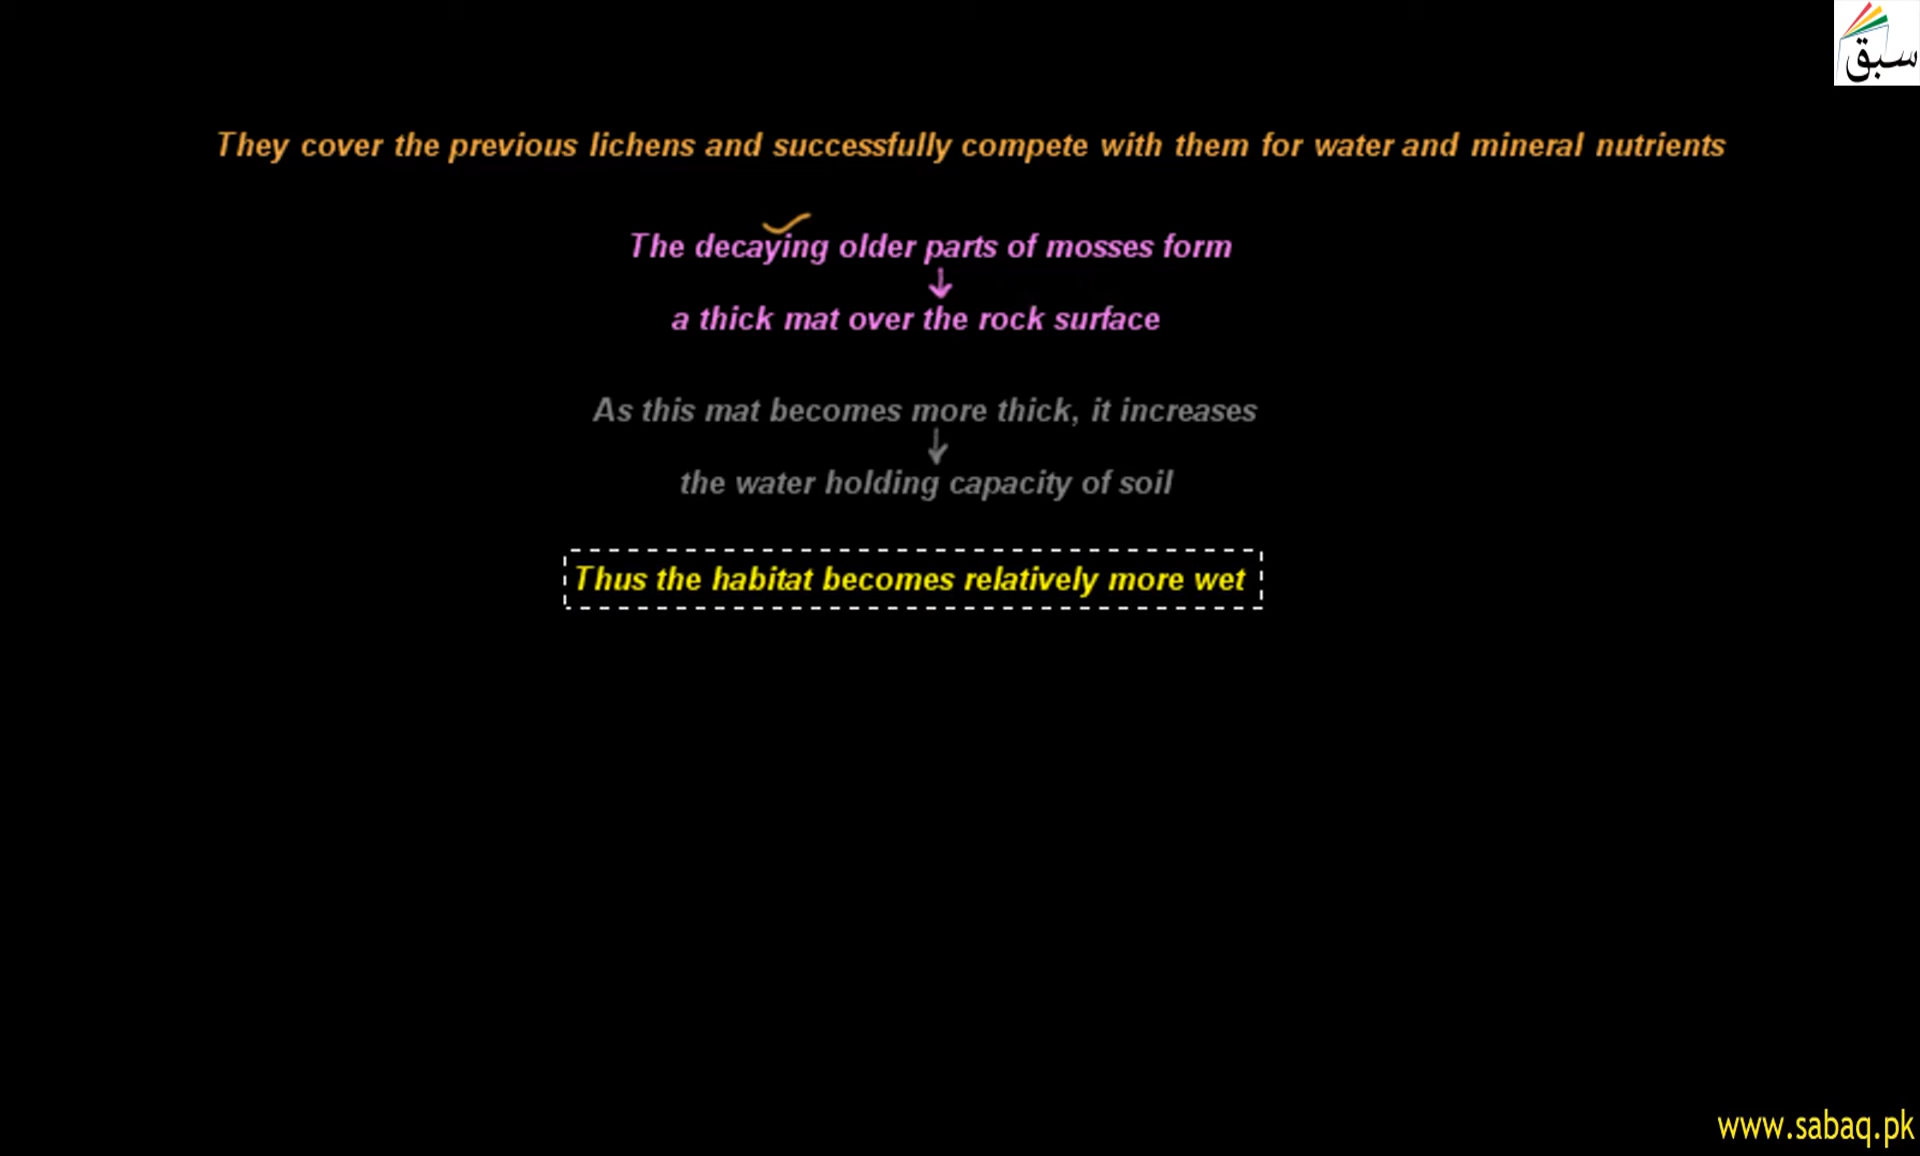 سبق
They cover the previous lichens and successfully compete with them for water and mineral nutrients
The decaying older parts of mosses form
a thick mat over the rock surface
As this mat becomes more thick, it increases
the water holding capacity of soil
Thus the habitat becomes relatively more wet
www.sabaq.pk